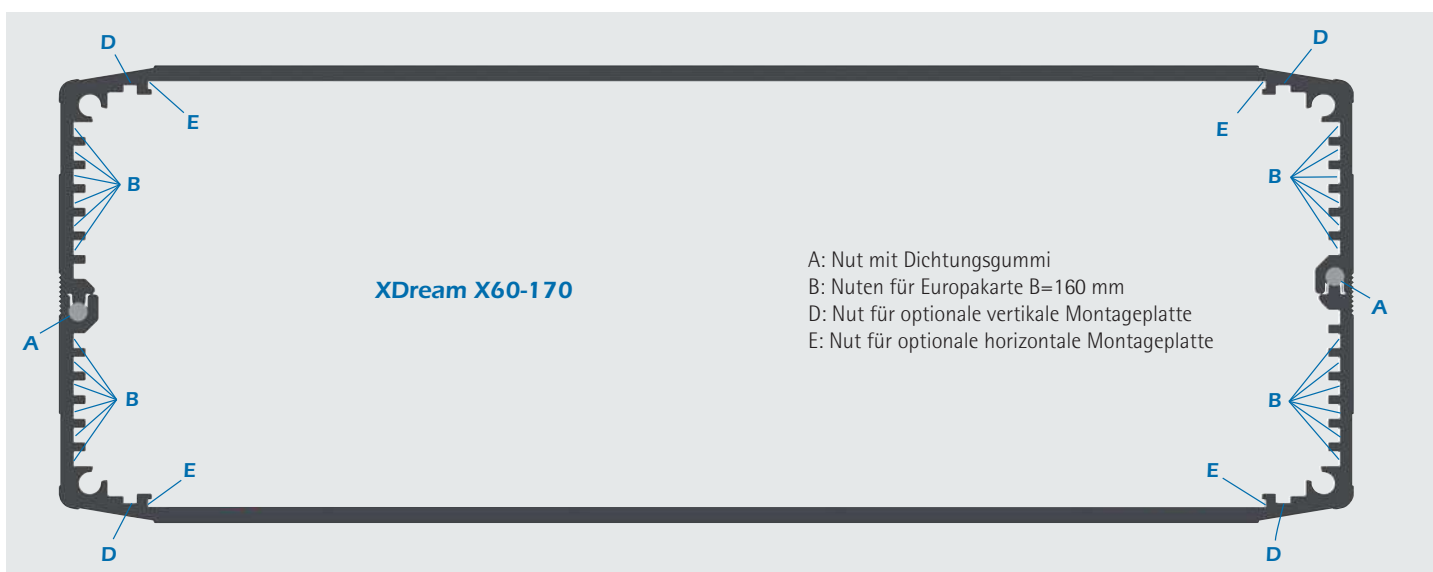 D
D
E
E
B
B
XDream X60-170
A: Nut mit Dichtungsgummi
B: Nuten für Europakarte B=160 mm
D: Nut für optionale vertikale Montageplatte
E: Nut für optionale horizontale Montageplatte
A
A
B
B
E
E
D
D